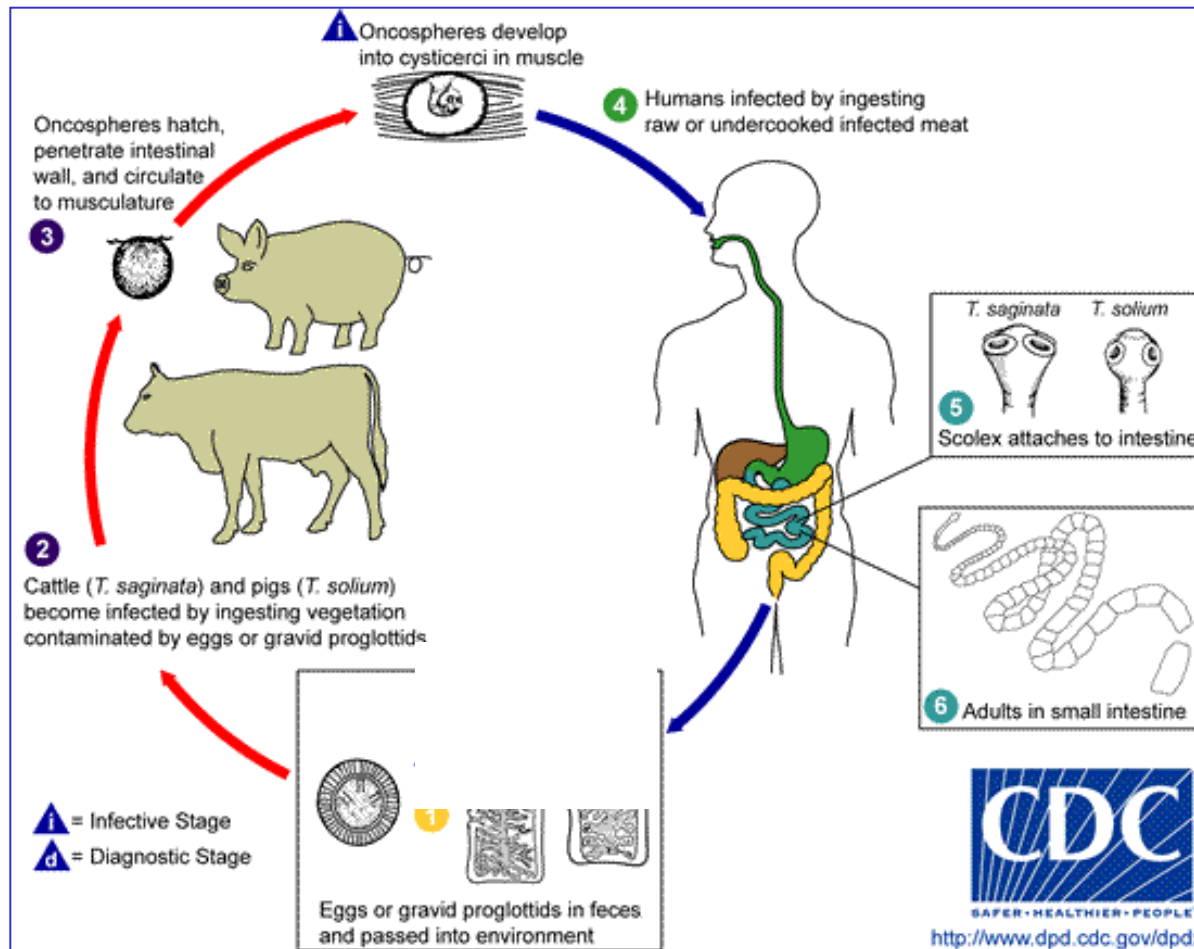 i Oncospheres develop
into cysticerci in muscle
4 Humans infected by ingesting
raw or undercooked infected meat
Oncospheres hatch,
penetrate intestinal
wall, and circulate
to musculature
3
T. saginata T. solium
5
Scolex attaches to intestine
2
Cattle (T. saginata) and pigs (T. solium)
become infected by ingesting vegetation
contaminated by eggs or gravid proglottids
6 Adults in small intestine
1
i = Infective Stage
d = Diagnostic Stage
Eggs or gravid proglottids in feces
and passed into environment
CDC
SAFER·HEALTHIER·PEOPLE
http://www.dpd.cdc.gov/dpd